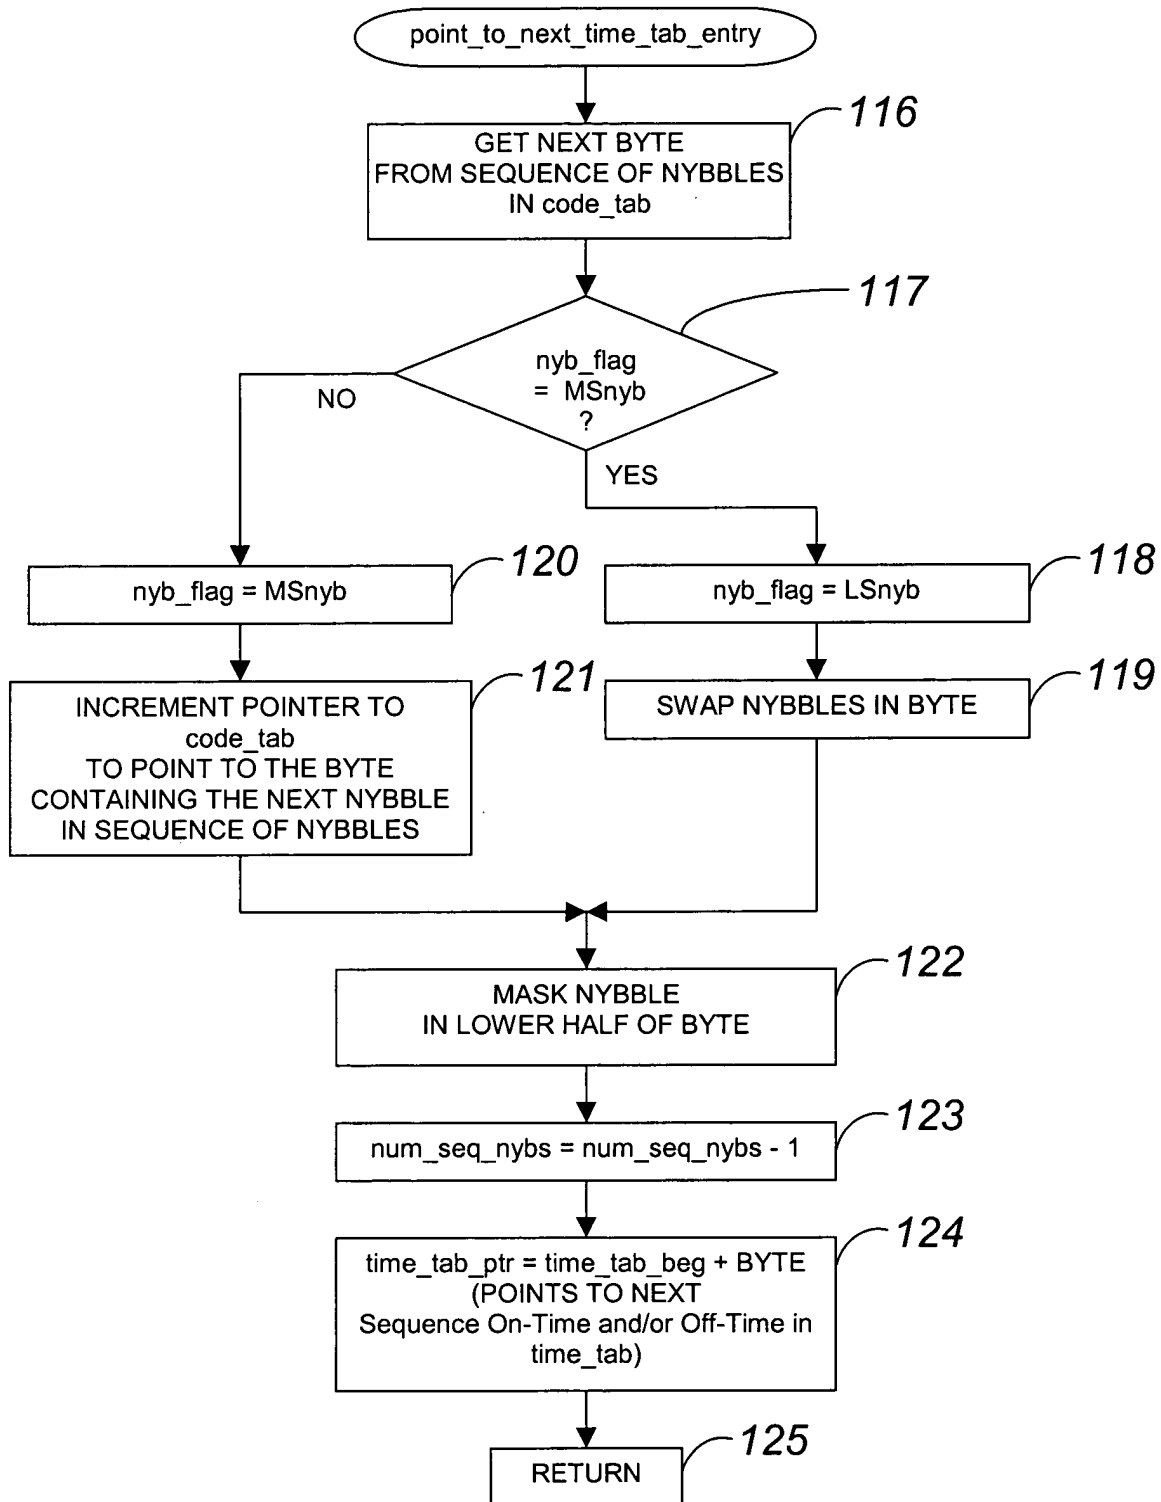 point_to_next_time_tab_entry
116
GET NEXT BYTE
FROM SEQUENCE OF NYBBLES
IN code_tab
117
nyb_flag
= MSnyb
?
NO
YES
120
nyb_flag = MSnyb
118
nyb_flag = LSnyb
121
INCREMENT POINTER TO
code_tab
TO POINT TO THE BYTE
CONTAINING THE NEXT NYBBLE
IN SEQUENCE OF NYBBLES
119
SWAP NYBBLES IN BYTE
122
MASK NYBBLE
IN LOWER HALF OF BYTE
123
num_seq_nybs = num_seq_nybs - 1
124
time_tab_ptr = time_tab_beg + BYTE
(POINTS TO NEXT
Sequence On-Time and/or Off-Time in
time_tab)
125
RETURN